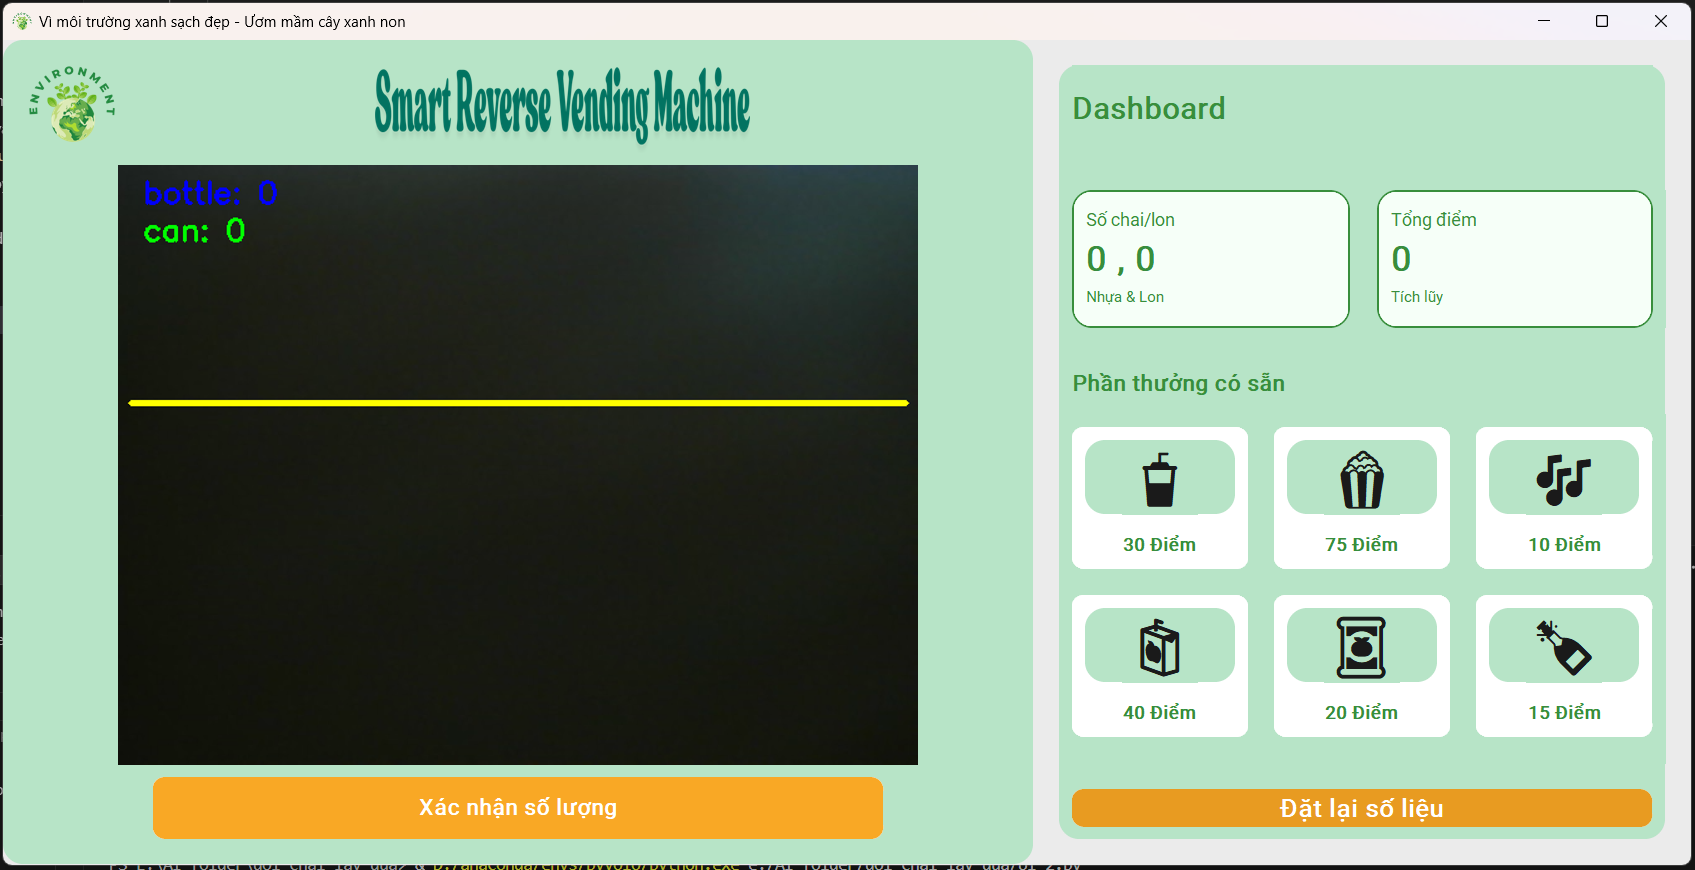 Vì môi trường xanh sạch đẹp - Ươm mầm cây xanh non
ENVIRONMENT
Smart Reverse Vending Machine
bottle: 0
can: 0
Xác nhận số lượng
Dashboard
Số chai/lon
0 , 0
Nhựa & Lon
Tổng điểm
0
Tích lũy
Phần thưởng có sẵn
30 Điểm
75 Điểm
10 Điểm
40 Điểm
20 Điểm
15 Điểm
Đặt lại số liệu